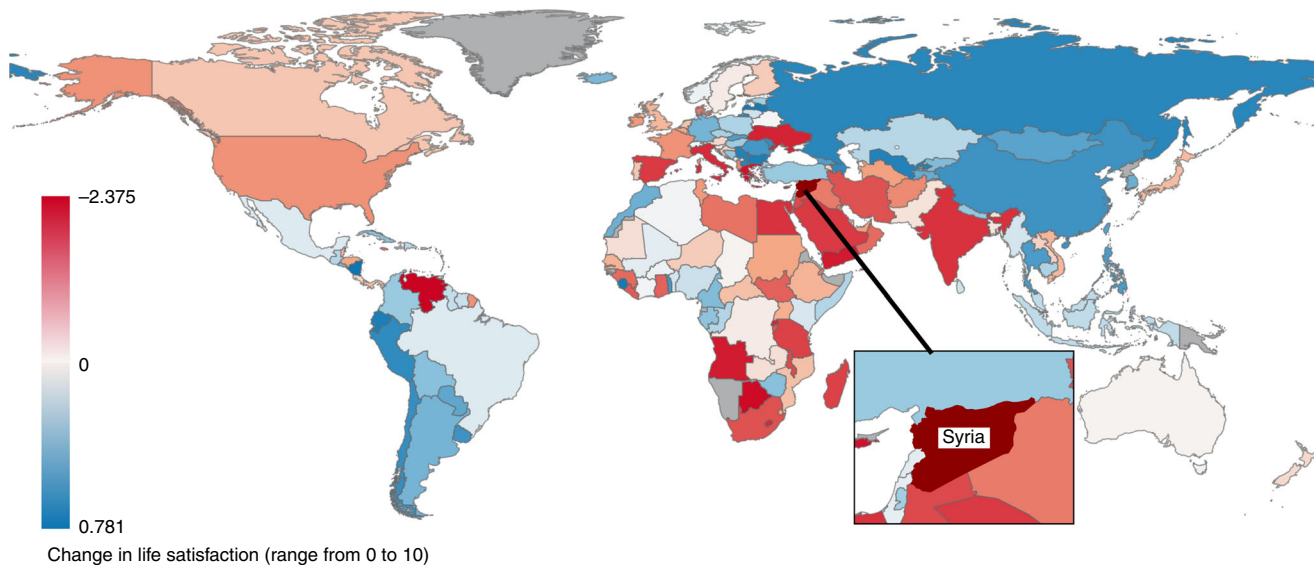 –2.375
0
0.781
Change in life satisfaction (range from 0 to 10)
Syria